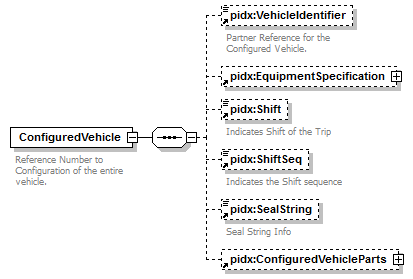 pidx:VehicleIdentifier
Partner Reference for the
Configured Vehicle.
pidx:EquipmentSpecification
pidx:Shift
Indicates Shift of the Trip
ConfiguredVehicle
Reference Number to
Configuration of the entire
vehicle.
pidx:ShiftSeq
Indicates the Shift sequence
pidx:SealString
Seal String Info
pidx:ConfiguredVehicleParts